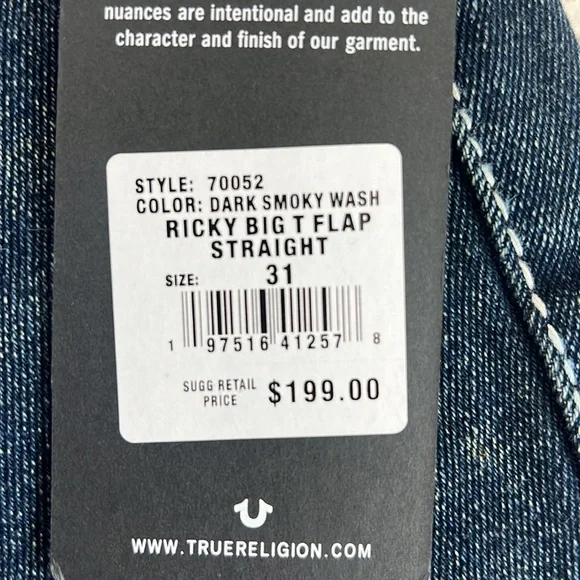 nuances are intentional and add to the
character and finish of our garment.
STYLE: 70052
COLOR: DARK SMOKY WASH
RICKY BIG T FLAP
STRAIGHT
SIZE: 31
1 97516 41257 8
SUGG RETAIL
PRICE $199.00
WWW.TRUERELIGION.COM